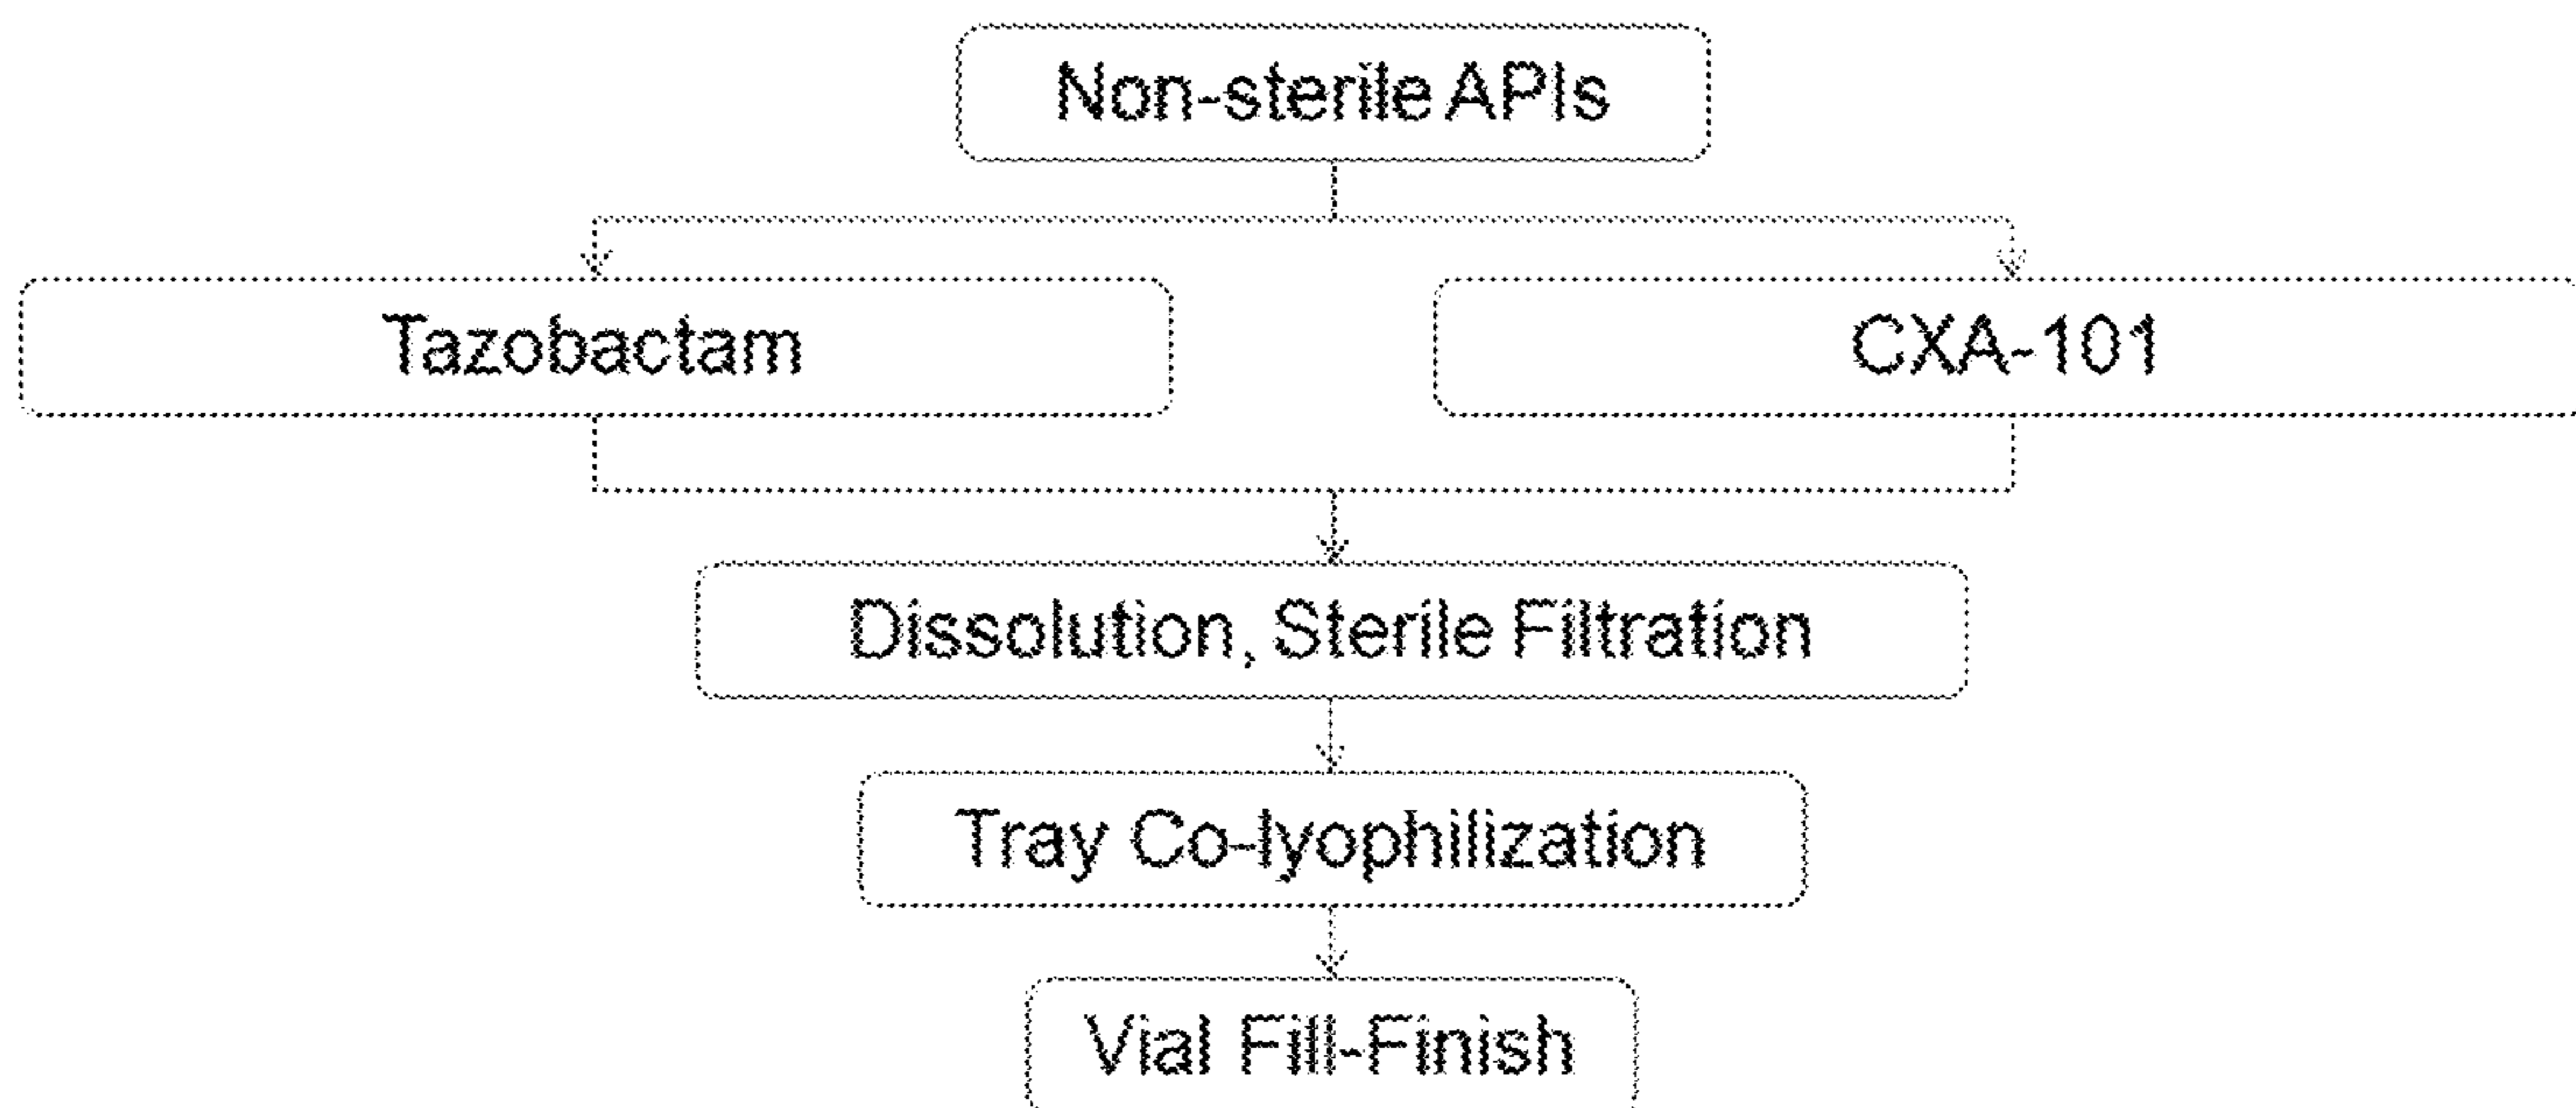 Non-sterile APIs
Tazobactam
CXA-101
Dissolution, Sterile Filtration
Tray Co-lyophilization
Vial Fill-Finish